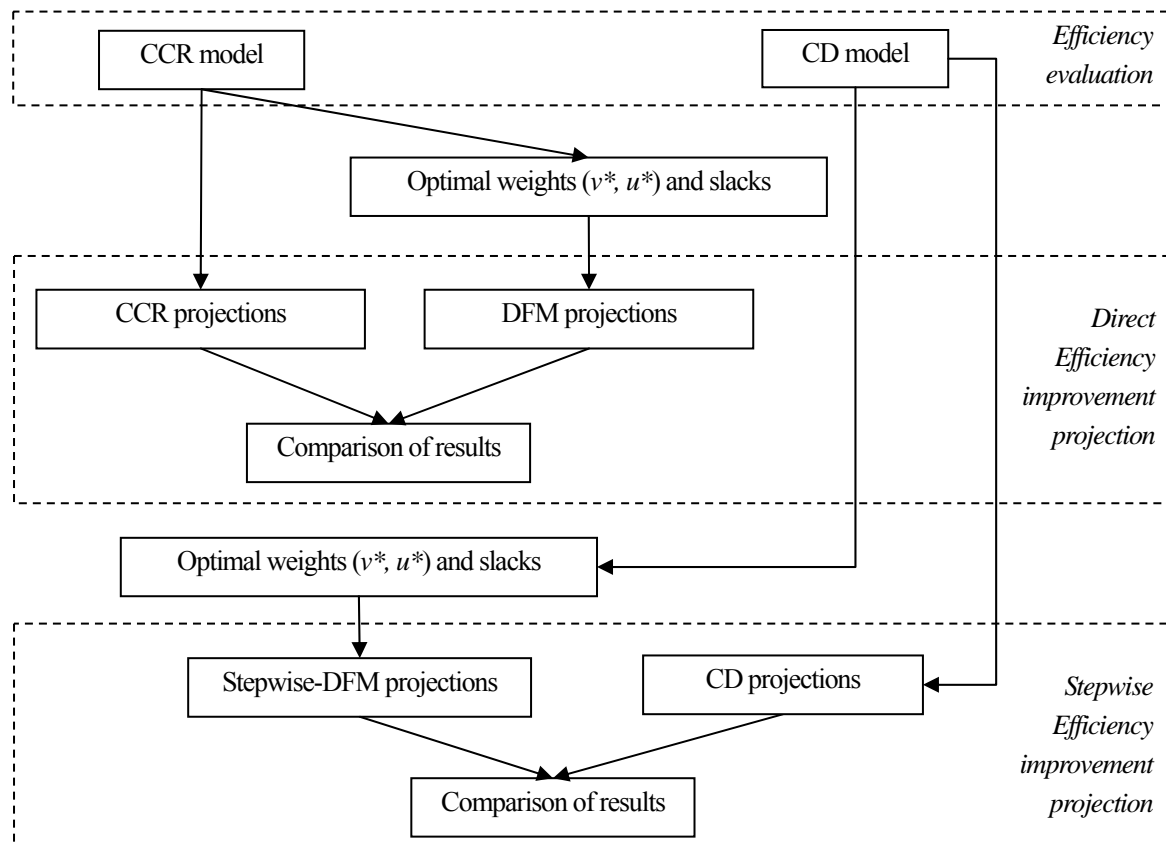 CCR model
CD model
Efficiency
evaluation
Optimal weights (v*, u*) and slacks
CCR projections
DFM projections
Direct
Efficiency
improvement
projection
Comparison of results
Optimal weights (v*, u*) and slacks
Stepwise-DFM projections
CD projections
Stepwise
Efficiency
improvement
projection
Comparison of results